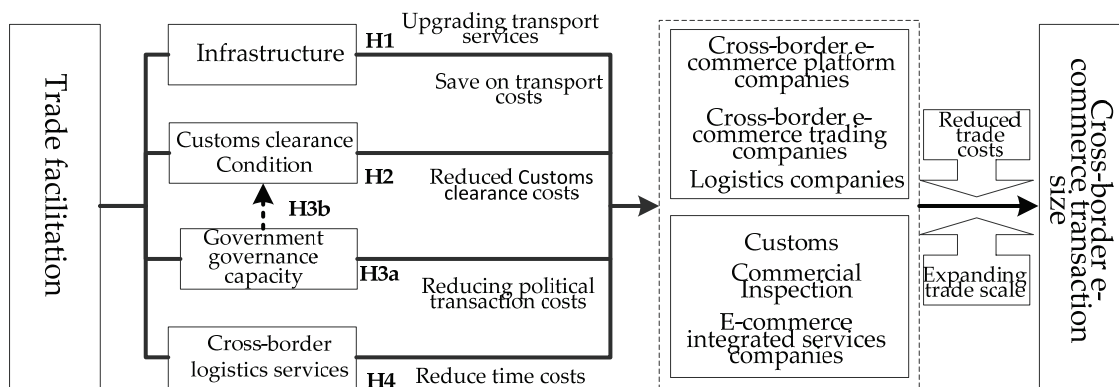 Trade facilitation
Infrastructure
H1
Upgrading transport
services
Save on transport
costs
Customs clearance
Condition
H2
Reduced Customs
clearance costs
H3b
Government
governance
capacity
H3a
Reducing political
transaction costs
Cross-border
logistics services
H4
Reduce time costs
Cross-border e-
commerce platform
companies
Cross-border e-
commerce trading
companies
Logistics companies
Customs
Commercial
Inspection
E-commerce
integrated services
companies
Reduced
trade
costs
Expanding
trade scale
Cross-border e-
commerce transaction
size